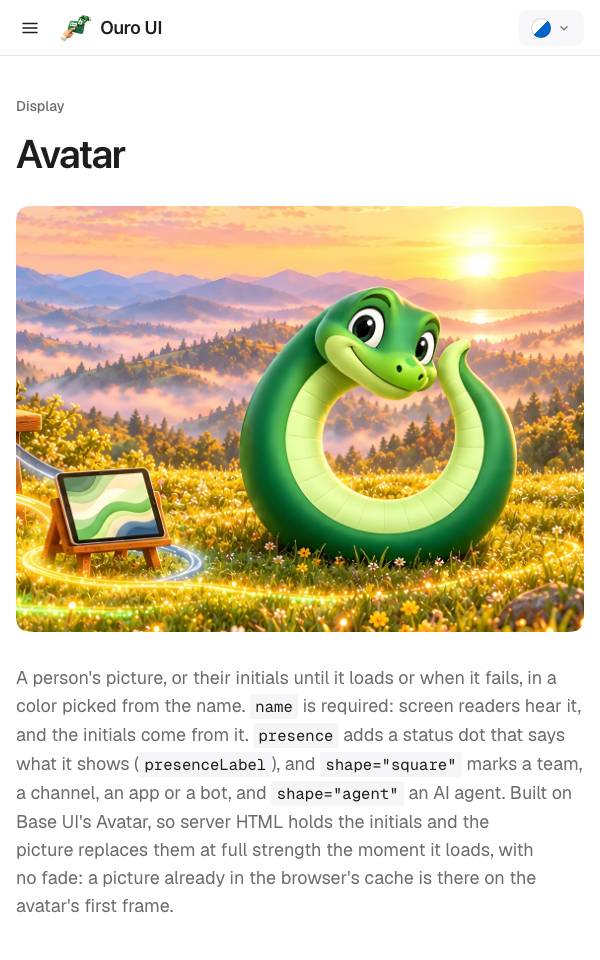 Ouro UI
Display
Avatar
A person's picture, or their initials until it loads or when it fails, in a
color picked from the name. name is required: screen readers hear it,
and the initials come from it. presence adds a status dot that says
what it shows ( presenceLabel ), and shape="square" marks a team,
a channel, an app or a bot, and shape="agent" an AI agent. Built on
Base UI's Avatar, so server HTML holds the initials and the
picture replaces them at full strength the moment it loads, with
no fade: a picture already in the browser's cache is there on the
avatar's first frame.